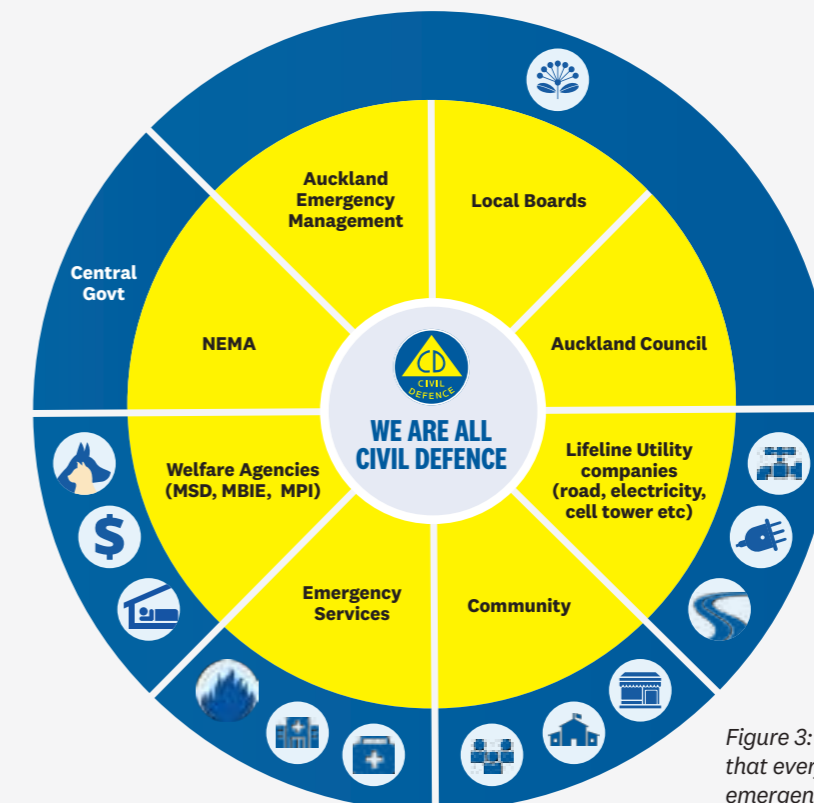 Auckland
Emergency
Management
Local Boards
Central
Govt
NEMA
Auckland Council
CD
CIVIL
DEFENCE
WE ARE ALL
CIVIL DEFENCE
Welfare Agencies
(MSD, MBIE, MPI)
Lifeline Utility
companies
(road, electricity,
cell tower etc)
$
Emergency
Services
Community
Figure 3:
that ever
emergen